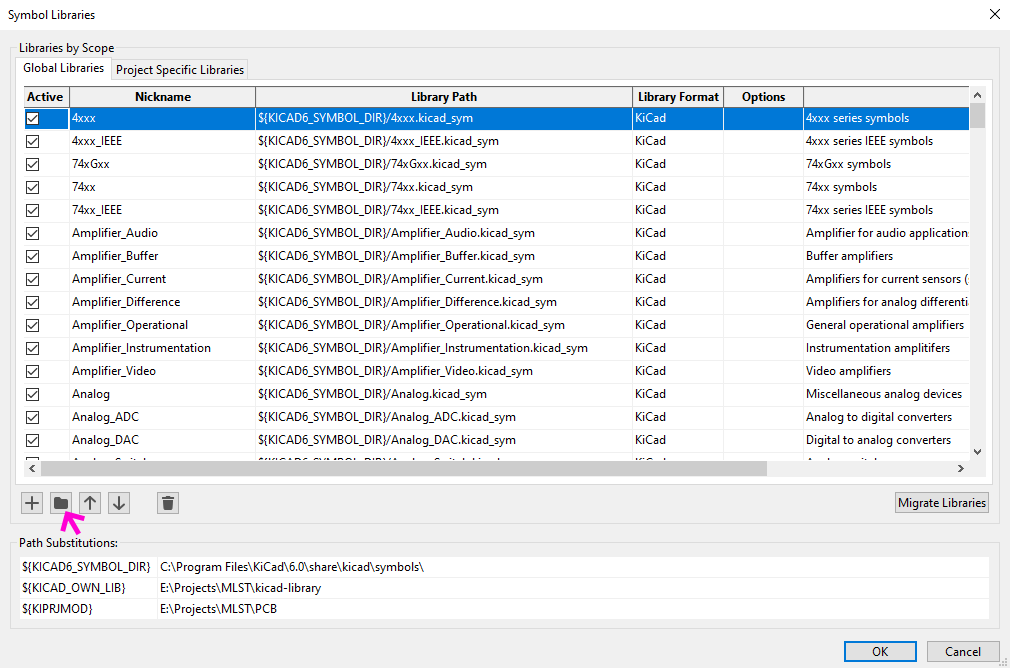 Symbol Libraries
Libraries by Scope
Global Libraries Project Specific Libraries
Active Nickname Library Path Library Format Options
4xxx ${KICAD6_SYMBOL_DIR}/4xxx.kicad_sym KiCad 4xxx series symbols
4xxx_IEEE ${KICAD6_SYMBOL_DIR}/4xxx_IEEE.kicad_sym KiCad 4xxx series IEEE symbols
74xGxx ${KICAD6_SYMBOL_DIR}/74xGxx.kicad_sym KiCad 74xGxx symbols
74xx ${KICAD6_SYMBOL_DIR}/74xx.kicad_sym KiCad 74xx symbols
74xx_IEEE ${KICAD6_SYMBOL_DIR}/74xx_IEEE.kicad_sym KiCad 74xx series IEEE symbols
Amplifier_Audio ${KICAD6_SYMBOL_DIR}/Amplifier_Audio.kicad_sym KiCad Amplifier for audio application
Amplifier_Buffer ${KICAD6_SYMBOL_DIR}/Amplifier_Buffer.kicad_sym KiCad Buffer amplifiers
Amplifier_Current ${KICAD6_SYMBOL_DIR}/Amplifier_Current.kicad_sym KiCad Amplifiers for current sensors (
Amplifier_Difference ${KICAD6_SYMBOL_DIR}/Amplifier_Difference.kicad_sym KiCad Amplifiers for analog differenti
Amplifier_Operational ${KICAD6_SYMBOL_DIR}/Amplifier_Operational.kicad_sym KiCad General operational amplifiers
Amplifier_Instrumentation ${KICAD6_SYMBOL_DIR}/Amplifier_Instrumentation.kicad_sym KiCad Instrumentation amplitifers
Amplifier_Video ${KICAD6_SYMBOL_DIR}/Amplifier_Video.kicad_sym KiCad Video amplifiers
Analog ${KICAD6_SYMBOL_DIR}/Analog.kicad_sym KiCad Miscellaneous analog devices
Analog_ADC ${KICAD6_SYMBOL_DIR}/Analog_ADC.kicad_sym KiCad Analog to digital converters
Analog_DAC ${KICAD6_SYMBOL_DIR}/Analog_DAC.kicad_sym KiCad Digital to analog converters
Migrate Libraries
Path Substitutions:
${KICAD6_SYMBOL_DIR} C:\Program Files\KiCad\6.0\share\kicad\symbols\
${KICAD_OWN_LIB} E:\Projects\MLST\kicad-library
${KIPRJMOD} E:\Projects\MLST\PCB
OK Cancel